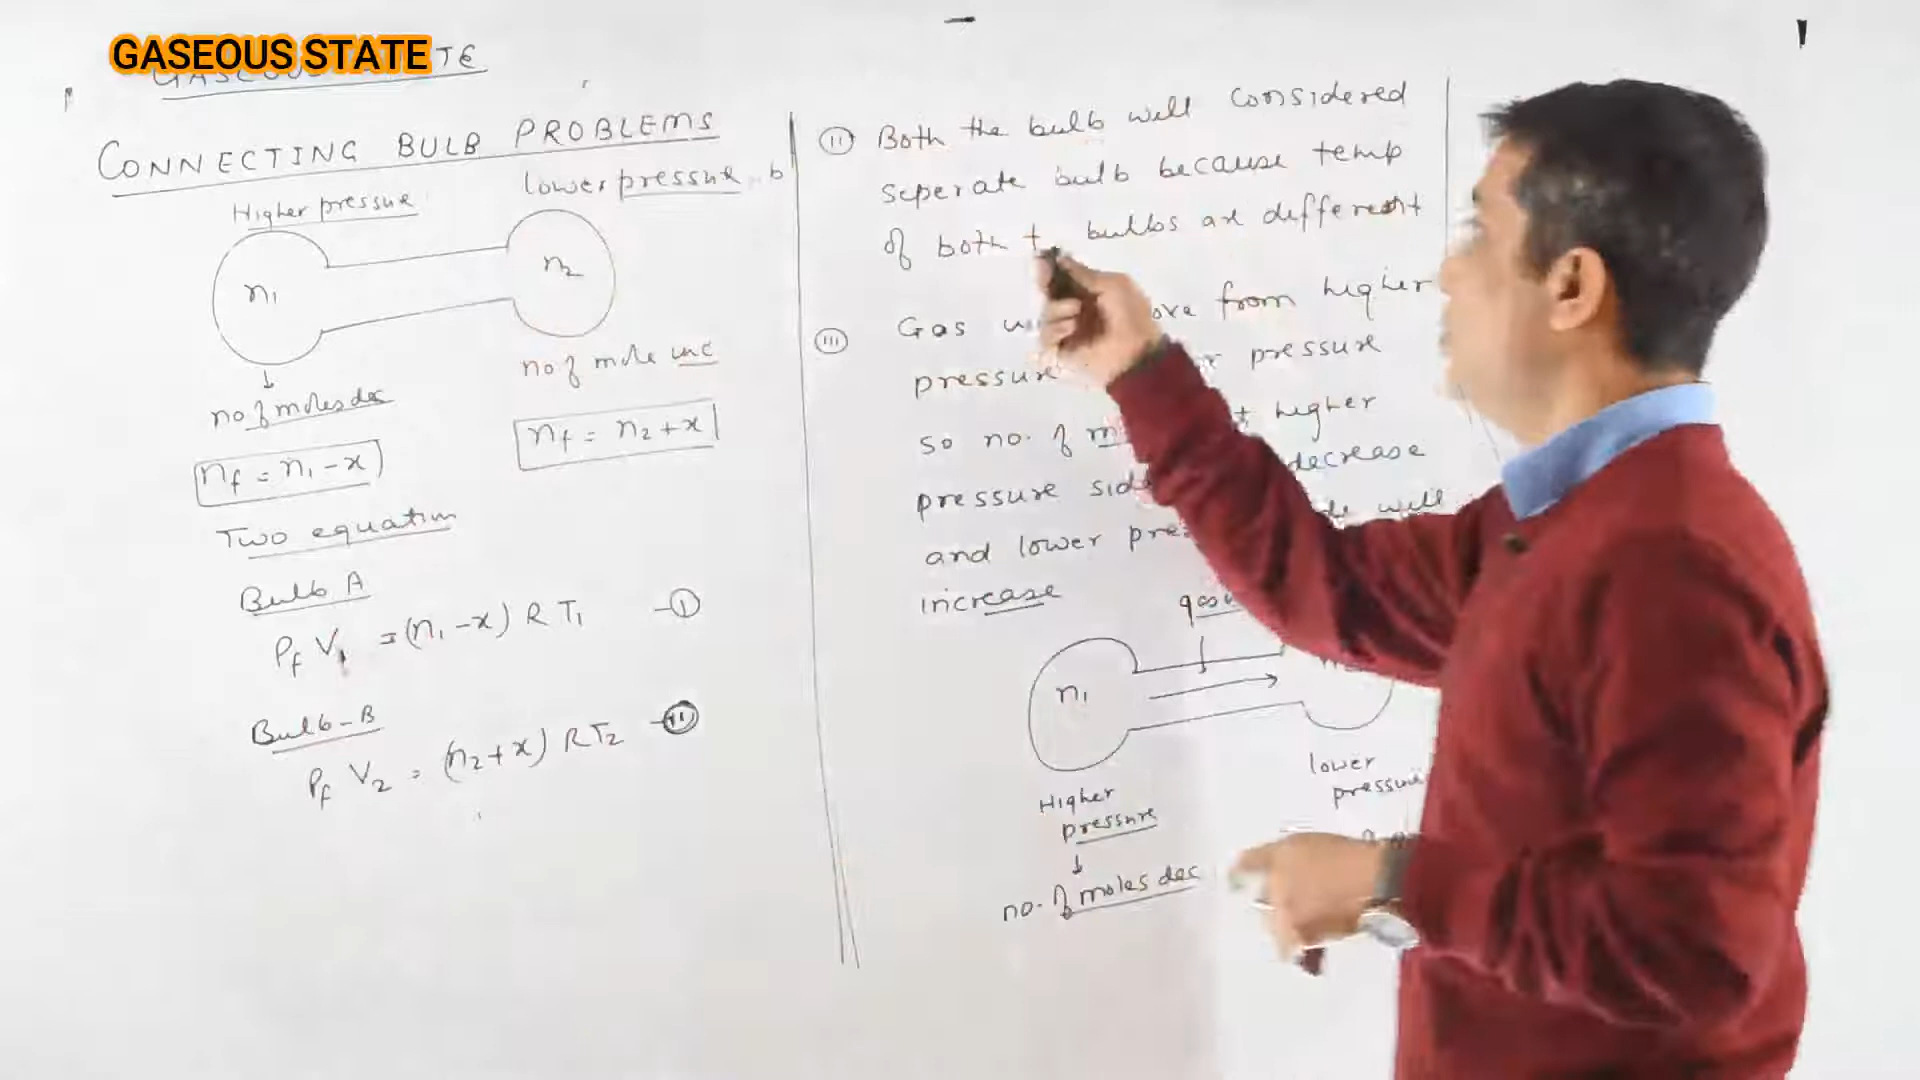 GASEOUS STATE
CONNECTING BULB PROBLEMS
Higher pressure
lower pressure b
n1
n2
no of moles dec
no of mole inc
nf = n1 - x
nf = n2 + x
Two equation
Bulb A
Pf V1 = (n1 - x) R T1 - (I)
Bulb - B
Pf V2 = (n2 + x) R T2 - (II)
(II) Both the bulb will considered
seperate bulb because temp
of both bulbs are different
(III) Gas from higher
pressure pressure
so no. of higher
pressure decrease
and lower will
increase
n1
Higher
pressure
lower
pressure
no. of moles dec